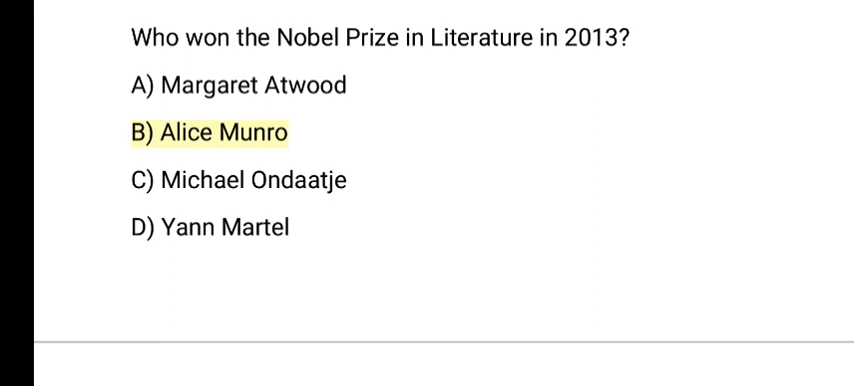 Who won the Nobel Prize in Literature in 2013?
A) Margaret Atwood
B) Alice Munro
C) Michael Ondaatje
D) Yann Martel